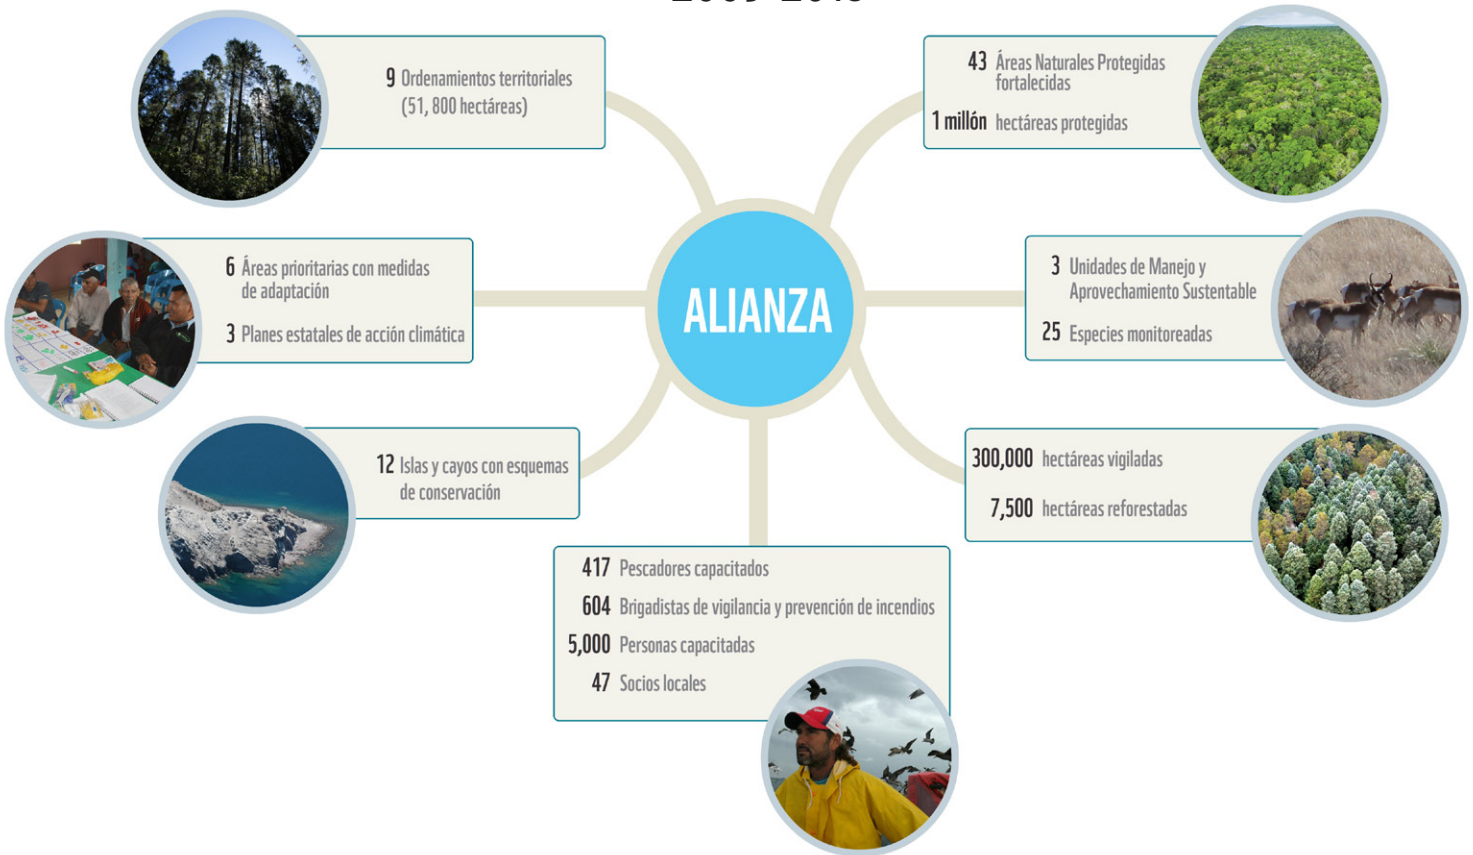 9 Ordenamientos territoriales
(51, 800 hectáreas)
43 Áreas Naturales Protegidas
fortalecidas
1 millón hectáreas protegidas
6 Áreas prioritarias con medidas
de adaptación
3 Planes estatales de acción climática
ALIANZA
3 Unidades de Manejo y
Aprovechamiento Sustentable
25 Especies monitoreadas
12 Islas y cayos con esquemas
de conservación
300,000 hectáreas vigiladas
7,500 hectáreas reforestadas
417 Pescadores capacitados
604 Brigadistas de vigilancia y prevención de incendios
5,000 Personas capacitadas
47 Socios locales